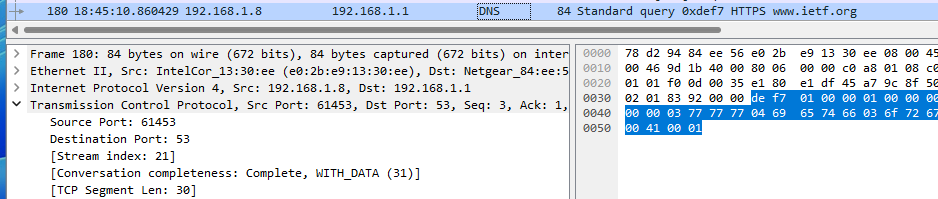 180 18:45:10.860429 192.168.1.8 192.168.1.1 DNS 84 Standard query 0xdef7 HTTPS www.ietf.org
Frame 180: 84 bytes on wire (672 bits), 84 bytes captured (672 bits) on inter
Ethernet II, Src: IntelCor_13:30:ee (e0:2b:e9:13:30:ee), Dst: Netgear_84:ee:5
Internet Protocol Version 4, Src: 192.168.1.8, Dst: 192.168.1.1
Transmission Control Protocol, Src Port: 61453, Dst Port: 53, Seq: 3, Ack: 1,
Source Port: 61453
Destination Port: 53
[Stream index: 21]
[Conversation completeness: Complete, WITH_DATA (31)]
[TCP Segment Len: 30]
0000 78 d2 94 84 ee 56 e0 2b e9 13 30 ee 08 00 45
0010 00 46 9d 1b 40 00 80 06 00 00 c0 a8 01 08 c0
0020 01 01 f0 0d 00 35 e1 80 e1 df 45 a7 9c 8f 50
0030 02 01 83 92 00 00 de f7 01 00 00 01 00 00 00
0040 00 00 03 77 77 77 04 69 65 74 66 03 6f 72 67
0050 00 41 00 01